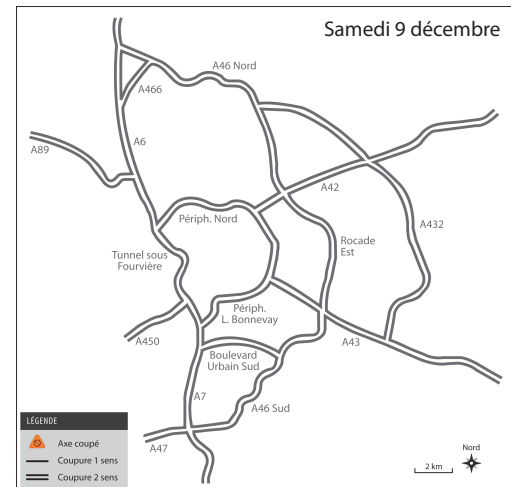 Samedi 9 décembre
A46 Nord
A466
A6
A89
A42
Périph. Nord
A432
Rocade
Est
Tunnel sous
Fourvière
Périph.
L. Bonnevay
A450
A43
Boulevard
Urbain Sud
A7
A46 Sud
A47
LÉGENDE
Axe coupé
Coupure 1 sens
Coupure 2 sens
2 km
Nord